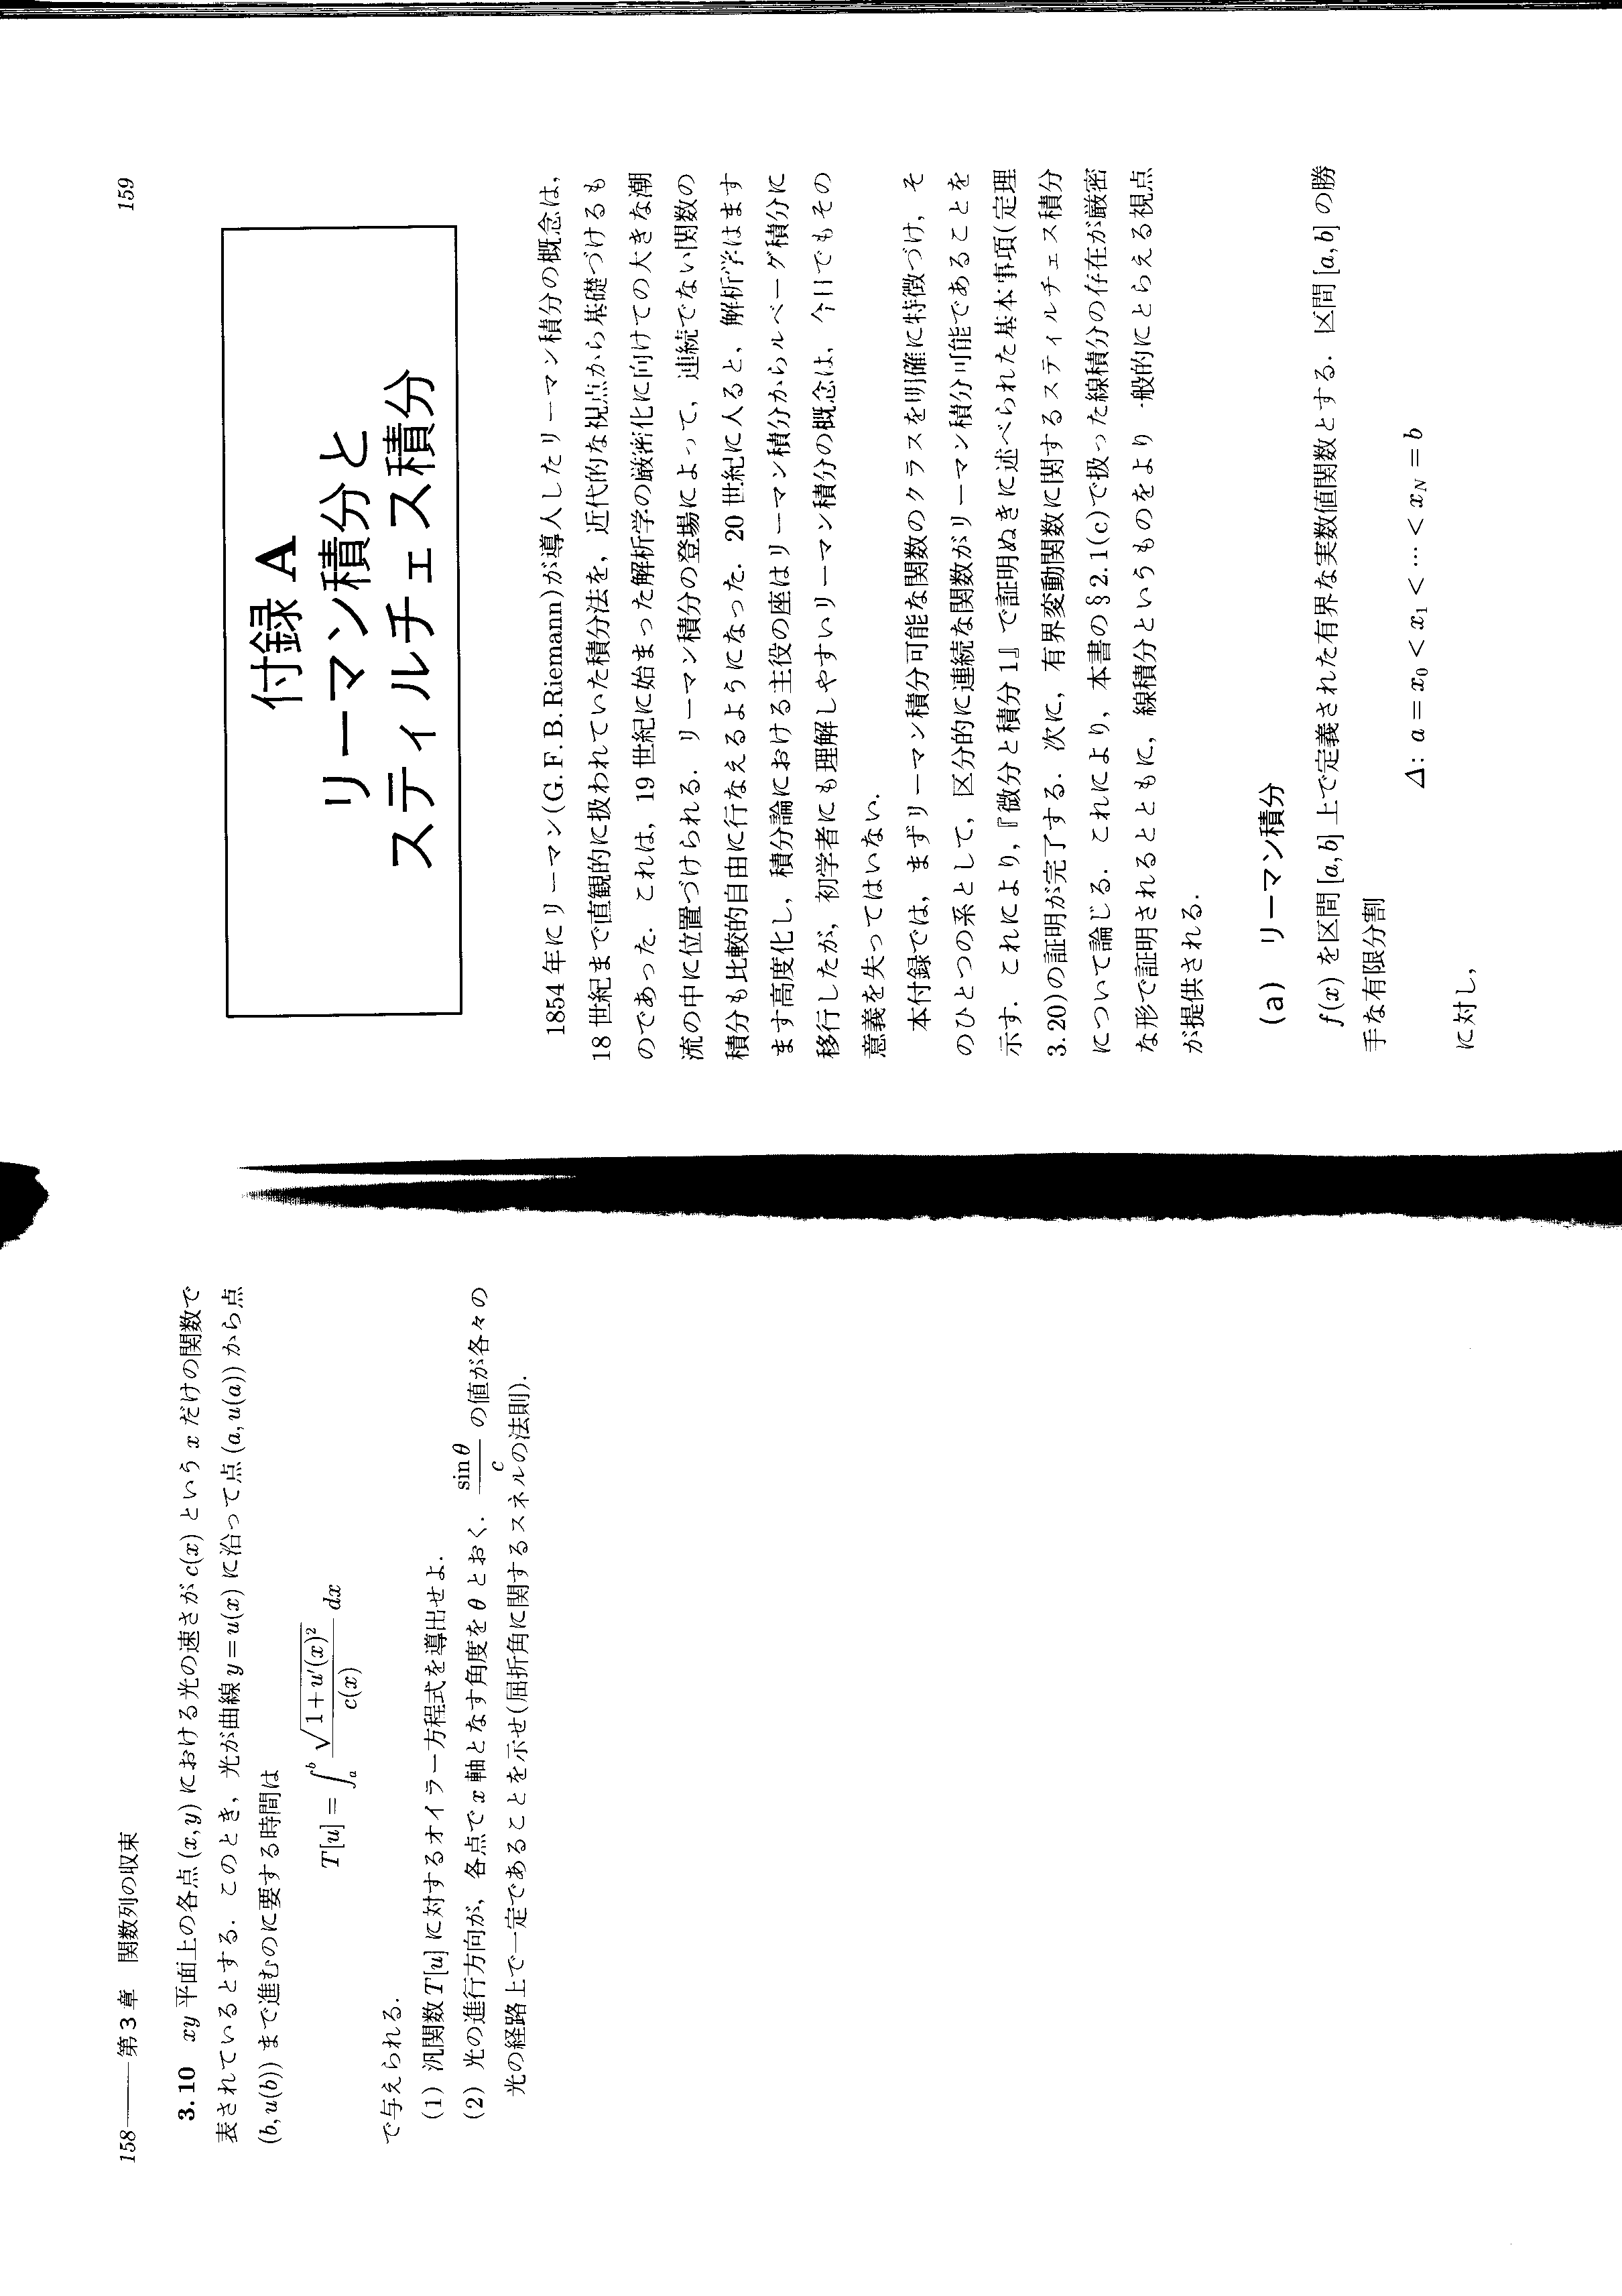 158——第3章 関数列の収束
3.10 xy 平面上の各点 (x,y) における光の速さが c(x) という x だけの関数で
表されているとする. このとき, 光が曲線 y=u(x) に沿って点 (a,u(a)) から点
(b,u(b)) まで進むのに要する時間は
T[u] = ∫_a^b √(1+u′(x)²) / c(x) dx
で与えられる.
(1) 汎関数 T[u] に対するオイラー方程式を導出せよ.
(2) 光の進行方向が, 各点で x 軸となす角度を θ とおく. sin θ / c の値が各々の
光の経路上で一定であることを示せ(屈折角に関するスネルの法則).
159
付録 A
リーマン積分と
スティルチェス積分
1854 年にリーマン(G. F. B. Riemann)が導入したリーマン積分の概念は,
18 世紀まで直観的に扱われていた積分法を, 近代的な視点から基礎づけるも
のであった. これは, 19 世紀に始まった解析学の厳密化に向けての大きな潮
流の中に位置づけられる. リーマン積分の登場によって, 連続でない関数の
積分も比較的自由に行なえるようになった. 20 世紀に入ると, 解析学はます
ます高度化し, 積分論における主役の座はリーマン積分からルベーグ積分に
移行したが, 初学者にも理解しやすいリーマン積分の概念は, 今日でもその
意義を失ってはいない.
本付録では, まずリーマン積分可能な関数のクラスを明確に特徴づけ, そ
のひとつの系として, 区分的に連続な関数がリーマン積分可能であることを
示す. これにより,『微分と積分 1』で証明ぬきに述べられた基本事項(定理
3.20)の証明が完了する. 次に, 有界変動関数に関するスティルチェス積分
について論じる. これにより, 本書の §2.1(c)で扱った線積分の存在が厳密
な形で証明されるとともに, 線積分というものをより一般的にとらえる視点
が提供される.
(a) リーマン積分
f(x) を区間 [a,b] 上で定義された有界な実数値関数とする. 区間 [a,b] の勝
手な有限分割
Δ: a = x₀ < x₁ < ⋯ < x_N = b
に対し,